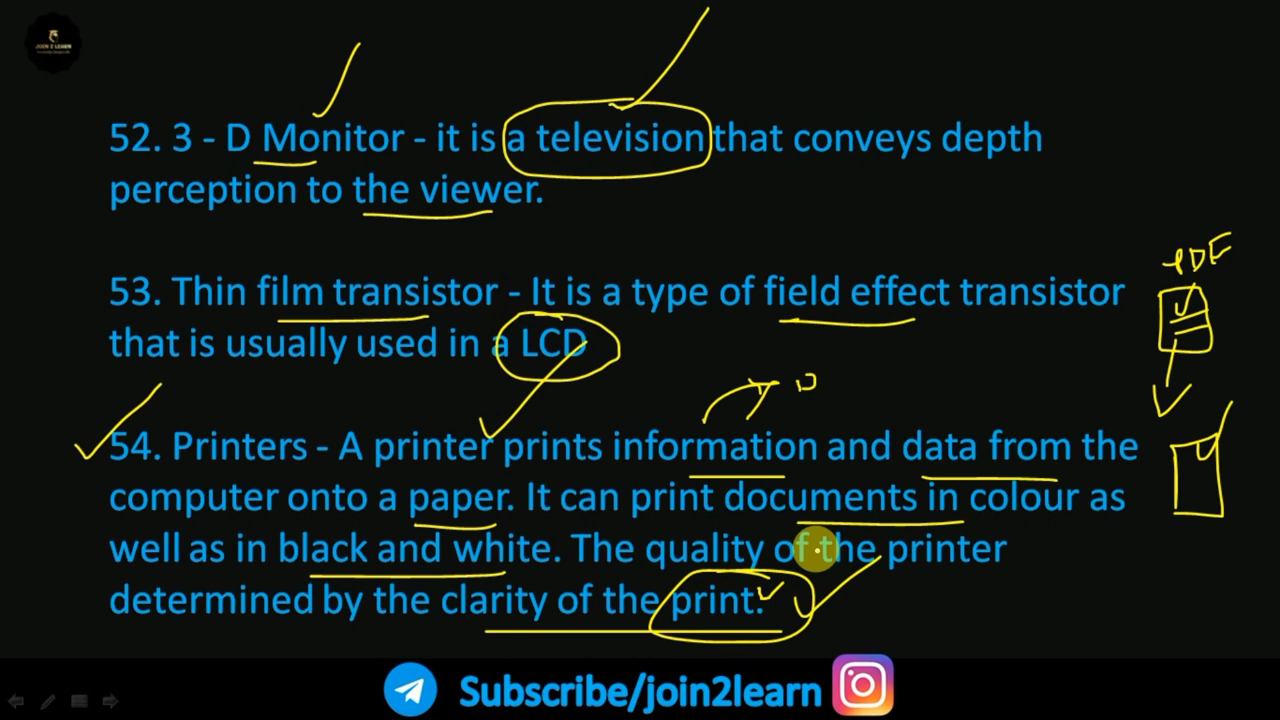 JOIN 2 LEARN
52. 3 - D Monitor - it is a television that conveys depth
perception to the viewer.
53. Thin film transistor - It is a type of field effect transistor
that is usually used in a LCD
PDF
54. Printers - A printer prints information and data from the
computer onto a paper. It can print documents in colour as
well as in black and white. The quality of the printer
determined by the clarity of the print.
Subscribe/join2learn